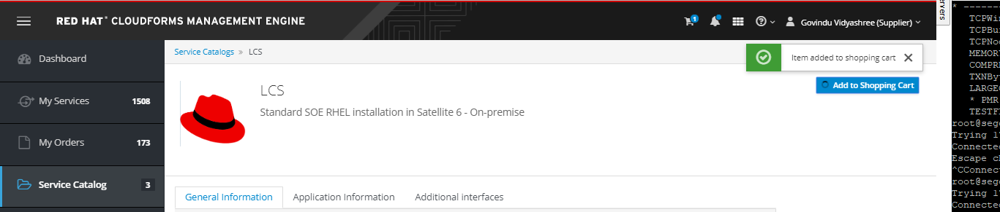 RED HAT® CLOUDFORMS MANAGEMENT ENGINE
1
Govindu Vidyashree (Supplier)
Dashboard
My Services 1508
My Orders 173
Service Catalog 3
Service Catalogs » LCS
Item added to shopping cart
Add to Shopping Cart
LCS
Standard SOE RHEL installation in Satellite 6 - On-premise
General Information Application Information Additional interfaces
rvers
* -------
TCPWi
TCPBu
TCPNo
MEMOR
COMPR
TXNBy
LARGE
* PMR
TESTF
root@seg
Trying 1
Connecte
Escape c
^CConnec
root@seg
Trying 1
Connecte